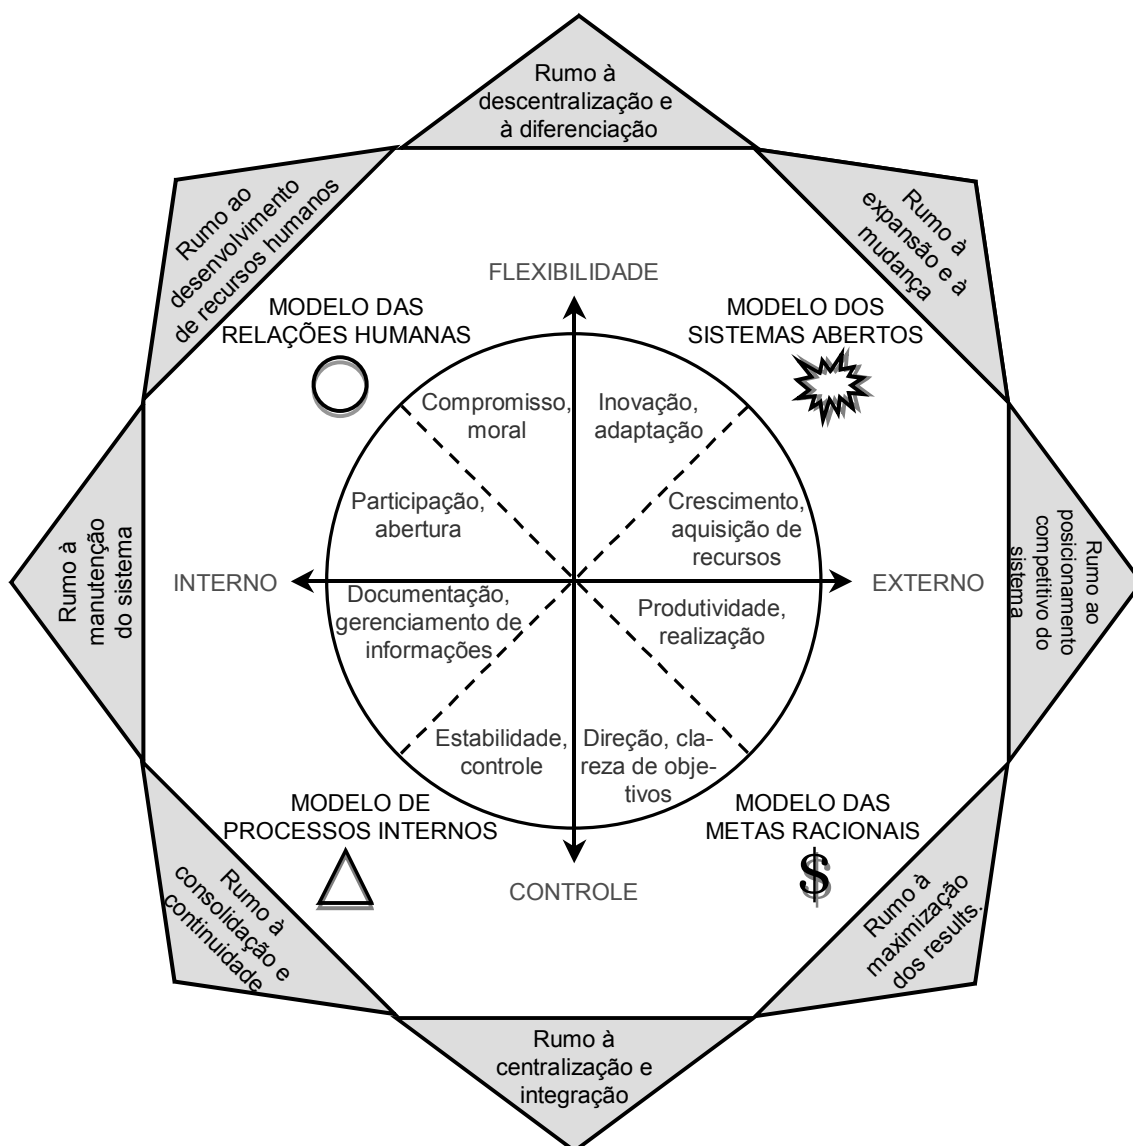 Rumo à
descentralização e
à diferenciação
Rumo ao
desenvolvimento
de recursos humanos
Rumo à
expansão e à
mudança
FLEXIBILIDADE
MODELO DAS
RELAÇÕES HUMANAS
MODELO DOS
SISTEMAS ABERTOS
Compromisso,
moral
Inovação,
adaptação
Participação,
abertura
Crescimento,
aquisição de
recursos
Rumo à
manutenção
do sistema
INTERNO
EXTERNO
Rumo ao
posicionamento
competitivo do
sistema
Documentação,
gerenciamento de
informações
Produtividade,
realização
Estabilidade,
controle
Direção, cla-
reza de obje-
tivos
MODELO DE
PROCESSOS INTERNOS
MODELO DAS
METAS RACIONAIS
$
CONTROLE
Rumo à
consolidação e
continuidade
Rumo à
maximização
dos results.
Rumo à
centralização e
integração